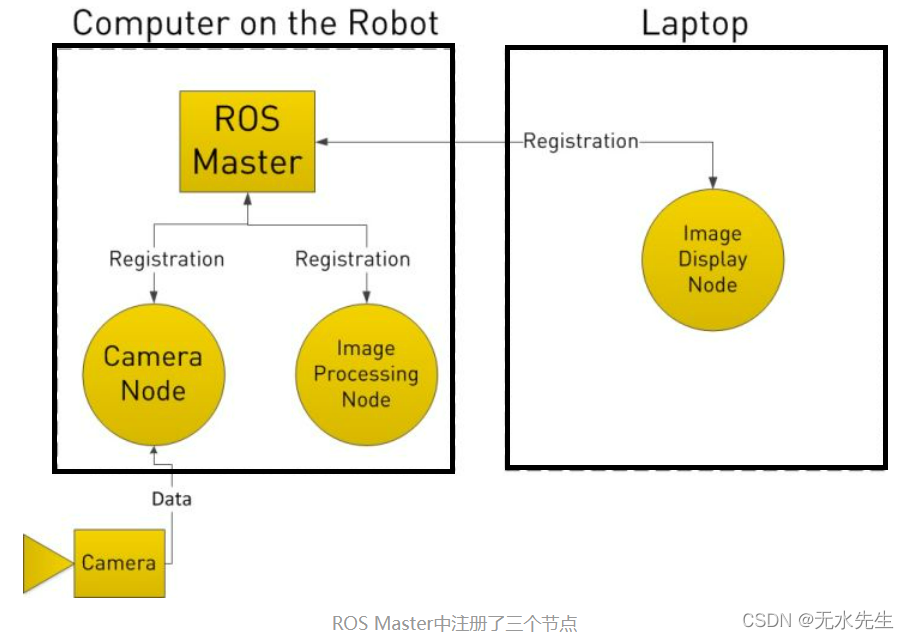 Computer on the Robot
Laptop
ROS
Master
Registration
Registration
Registration
Image
Display
Node
Camera
Node
Image
Processing
Node
Data
Camera
ROS Master中注册了三个节点
CSDN @无水先生